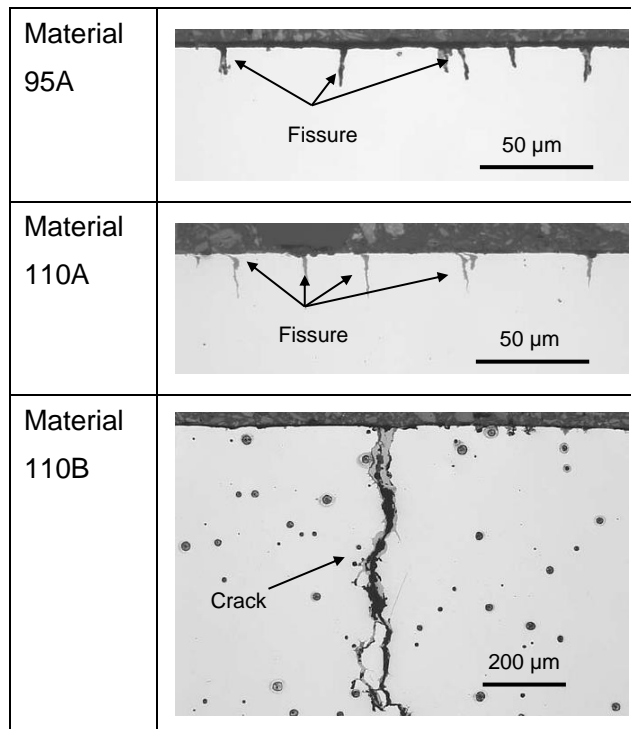 Material
95A
Fissure
50 µm
Material
110A
Fissure
50 µm
Material
110B
Crack
200 µm